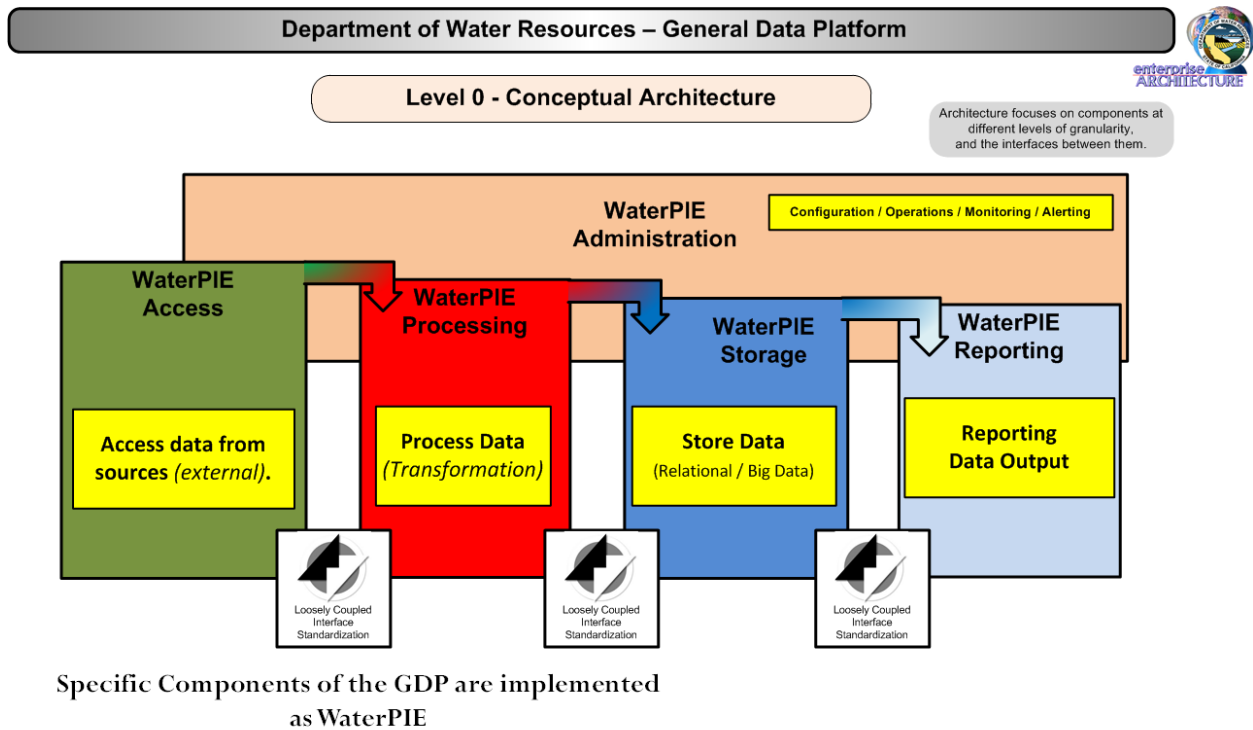 Department of Water Resources – General Data Platform
enterprise
ARCHITECTURE
Level 0 - Conceptual Architecture
Architecture focuses on components at
different levels of granularity,
and the interfaces between them.
WaterPIE
Administration
Configuration / Operations / Monitoring / Alerting
WaterPIE
Access
WaterPIE
Processing
WaterPIE
Storage
WaterPIE
Reporting
Access data from
sources (external).
Process Data
(Transformation)
Store Data
(Relational / Big Data)
Reporting
Data Output
Loosely Coupled
Interface
Standardization
Loosely Coupled
Interface
Standardization
Loosely Coupled
Interface
Standardization
Specific Components of the GDP are implemented
as WaterPIE